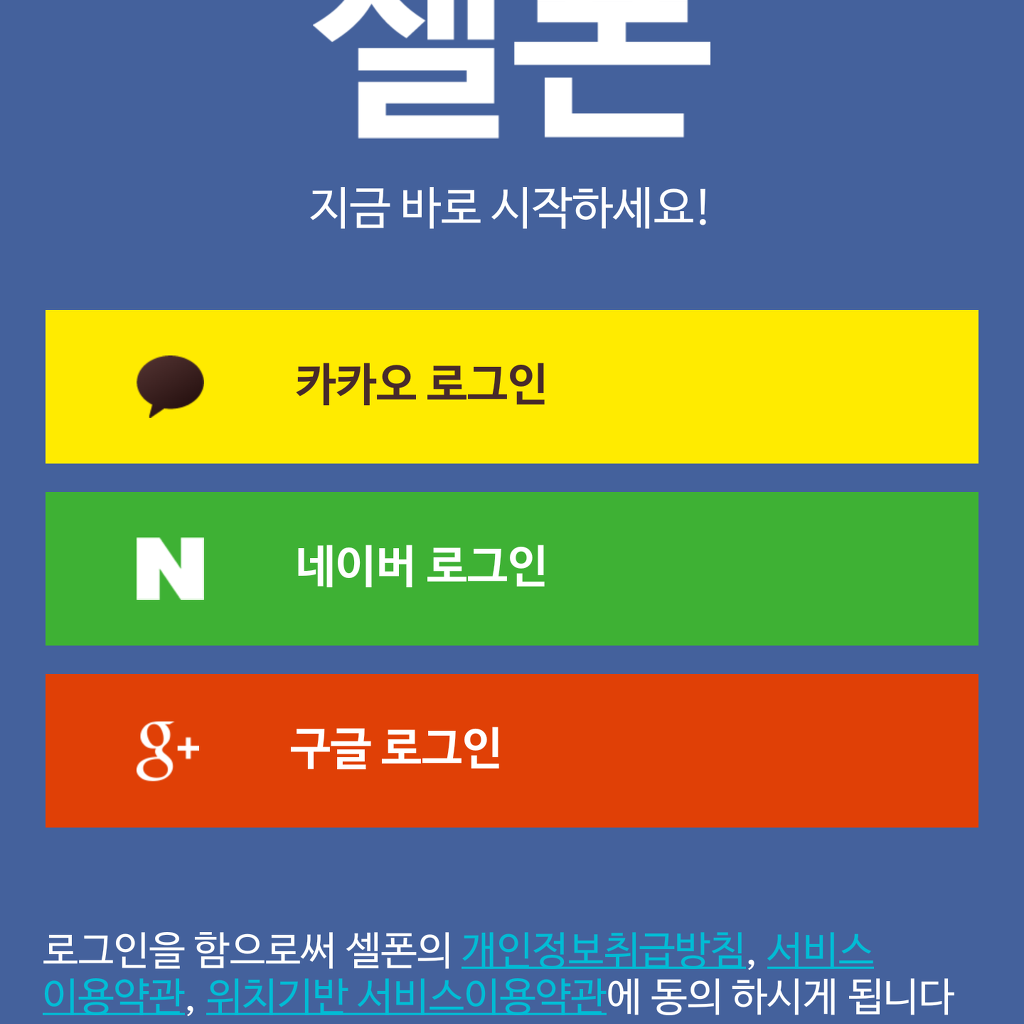 셀폰
지금 바로 시작하세요!
카카오 로그인
N 네이버 로그인
g+ 구글 로그인
로그인을 함으로써 셀폰의 개인정보취급방침, 서비스
이용약관, 위치기반 서비스이용약관에 동의 하시게 됩니다